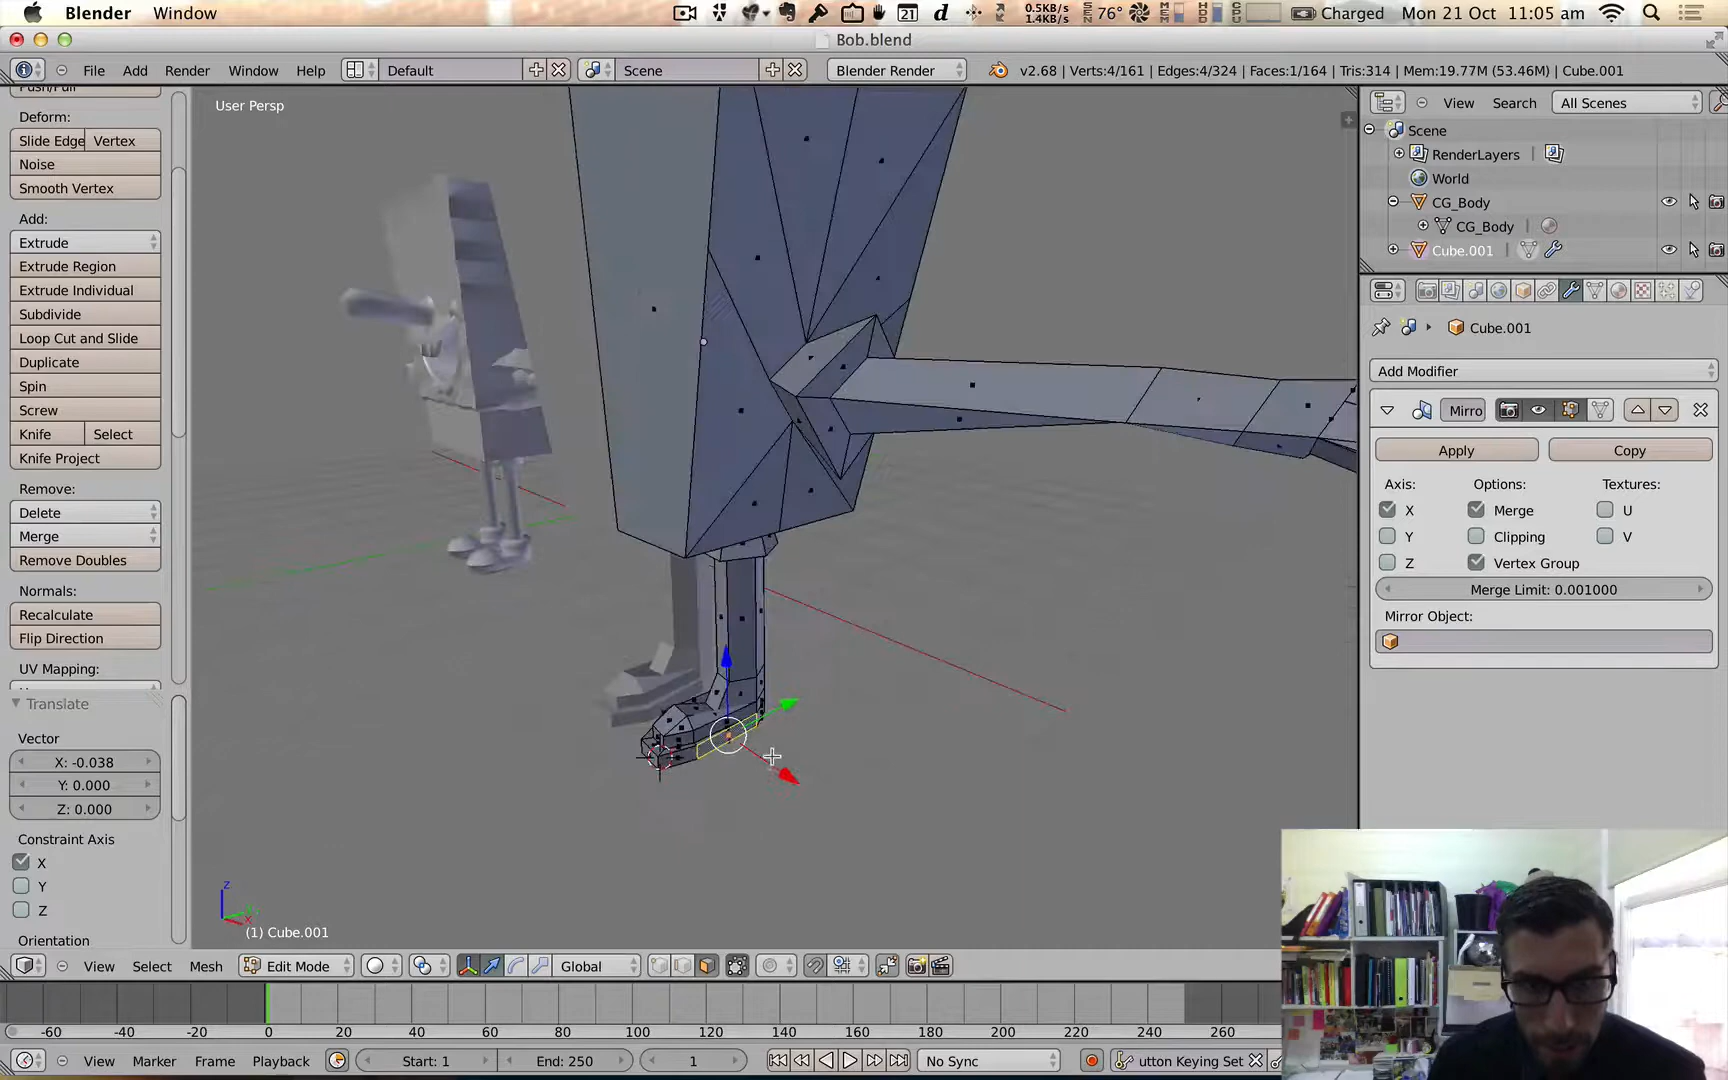 Blender Window 21 d 0.5KB/s 1.4KB/s SEN 76° MEM HD CPU Charged Mon 21 Oct 11:05 am
Bob.blend
File Add Render Window Help Default Scene Blender Render v2.68 | Verts:4/161 | Edges:4/324 | Faces:1/164 | Tris:314 | Mem:19.77M (53.46M) | Cube.001
Push/Pull
Deform:
Slide Edge Vertex
Noise
Smooth Vertex
Add:
Extrude
Extrude Region
Extrude Individual
Subdivide
Loop Cut and Slide
Duplicate
Spin
Screw
Knife Select
Knife Project
Remove:
Delete
Merge
Remove Doubles
Normals:
Recalculate
Flip Direction
UV Mapping:
Translate
Vector
X: -0.038
Y: 0.000
Z: 0.000
Constraint Axis
X
Y
Z
Orientation
User Persp
z
(1) Cube.001
View Search All Scenes
Scene
RenderLayers
World
CG_Body
CG_Body
Cube.001
Cube.001
Add Modifier
Mirro
Apply Copy
Axis: Options: Textures:
X Merge U
Y Clipping V
Z Vertex Group
Merge Limit: 0.001000
Mirror Object:
View Select Mesh Edit Mode Global
-60 -40 -20 0 20 40 60 80 100 120 140 160 180 200 220 240 260
View Marker Frame Playback Start: 1 End: 250 1 No Sync utton Keying Set